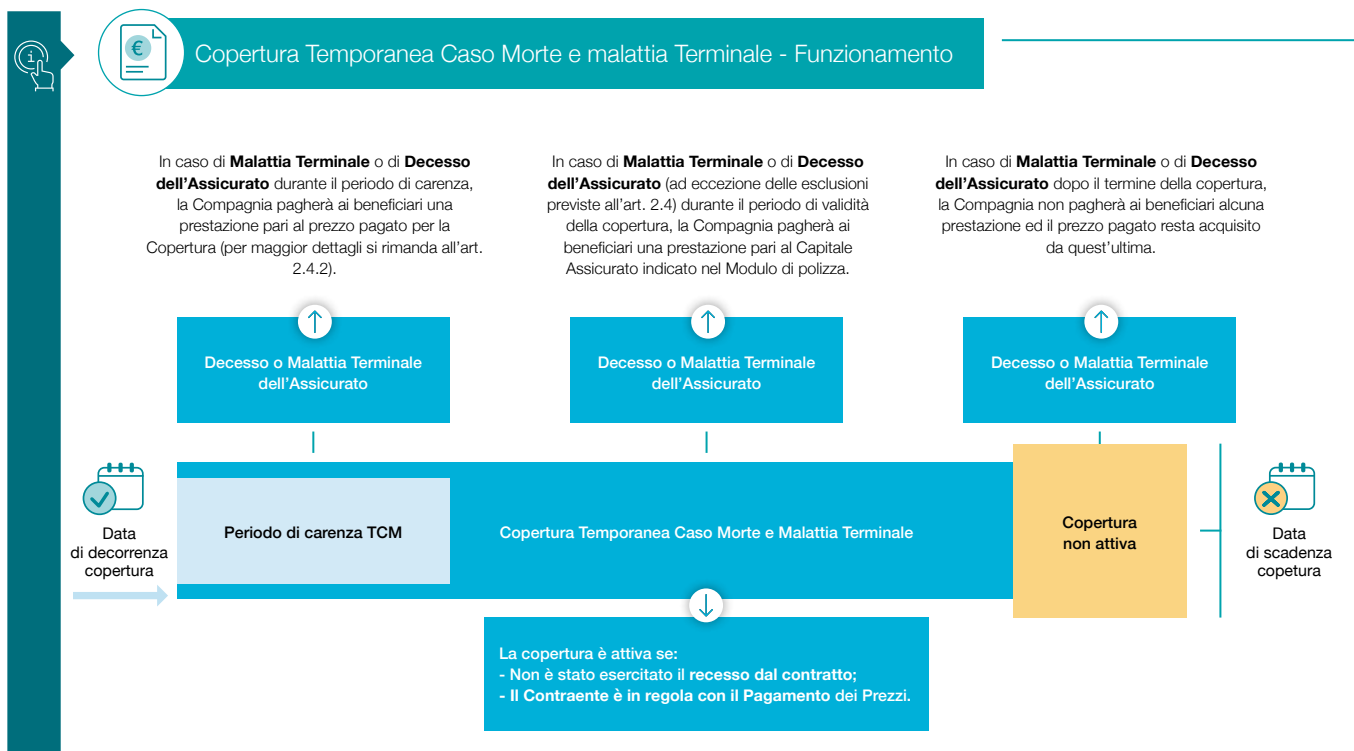 Copertura Temporanea Caso Morte e malattia Terminale - Funzionamento
In caso di Malattia Terminale o di Decesso
dell'Assicurato durante il periodo di carenza,
la Compagnia pagherà ai beneficiari una
prestazione pari al prezzo pagato per la
Copertura (per maggior dettagli si rimanda all'art.
2.4.2).
In caso di Malattia Terminale o di Decesso
dell'Assicurato (ad eccezione delle esclusioni
previste all'art. 2.4) durante il periodo di validità
della copertura, la Compagnia pagherà ai
beneficiari una prestazione pari al Capitale
Assicurato indicato nel Modulo di polizza.
In caso di Malattia Terminale o di Decesso
dell'Assicurato dopo il termine della copertura,
la Compagnia non pagherà ai beneficiari alcuna
prestazione ed il prezzo pagato resta acquisito
da quest'ultima.
Decesso o Malattia Terminale
dell'Assicurato
Decesso o Malattia Terminale
dell'Assicurato
Decesso o Malattia Terminale
dell'Assicurato
Data
di decorrenza
copertura
Periodo di carenza TCM
Copertura Temporanea Caso Morte e Malattia Terminale
Copertura
non attiva
Data
di scadenza
copetura
La copertura è attiva se:
- Non è stato esercitato il recesso dal contratto;
- Il Contraente è in regola con il Pagamento dei Prezzi.